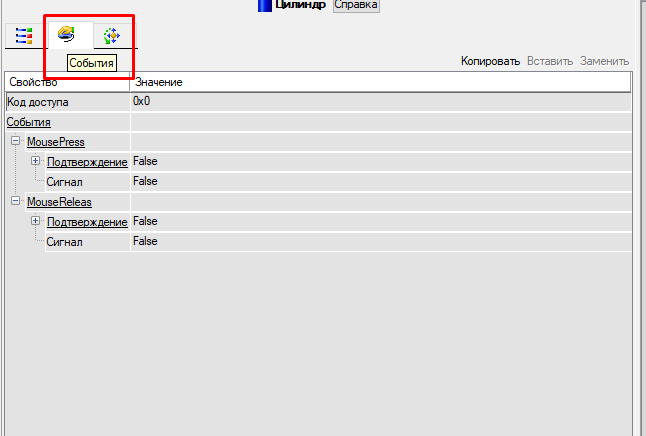 Цилиндр Справка
События
Копировать Вставить Заменить
Свойство Значение
Код доступа 0x0
События
MousePress
Подтверждение False
Сигнал False
MouseReleas
Подтверждение False
Сигнал False